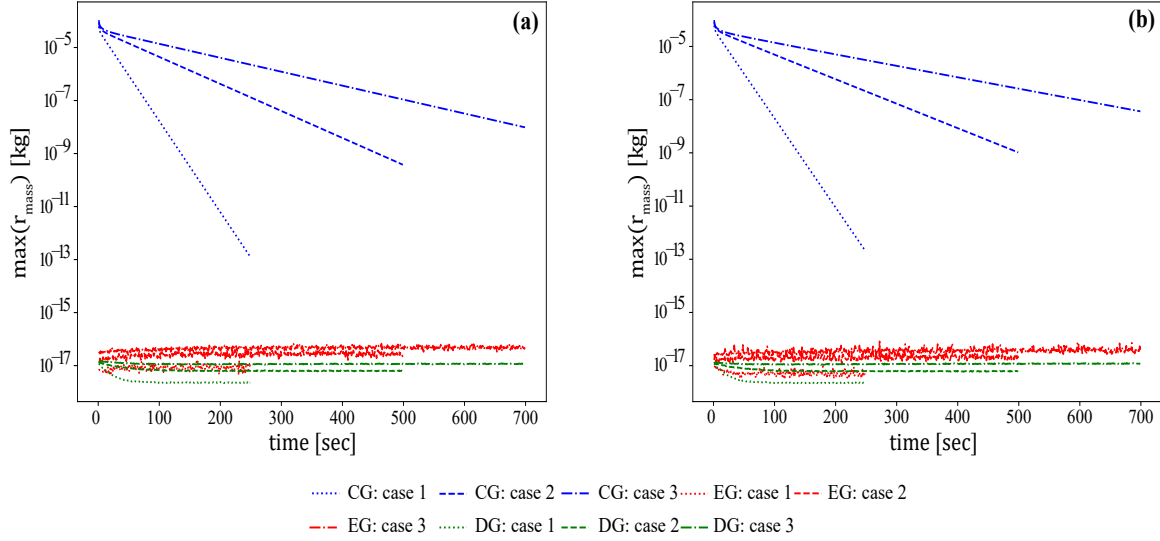 (a)
max(r_mass) [kg]
10⁻⁵
10⁻⁷
10⁻⁹
10⁻¹¹
10⁻¹³
10⁻¹⁵
10⁻¹⁷
0 100 200 300 400 500 600 700
time [sec]
(b)
max(r_mass) [kg]
10⁻⁵
10⁻⁷
10⁻⁹
10⁻¹¹
10⁻¹³
10⁻¹⁵
10⁻¹⁷
0 100 200 300 400 500 600 700
time [sec]
CG: case 1 CG: case 2 CG: case 3 EG: case 1 EG: case 2
EG: case 3 DG: case 1 DG: case 2 DG: case 3